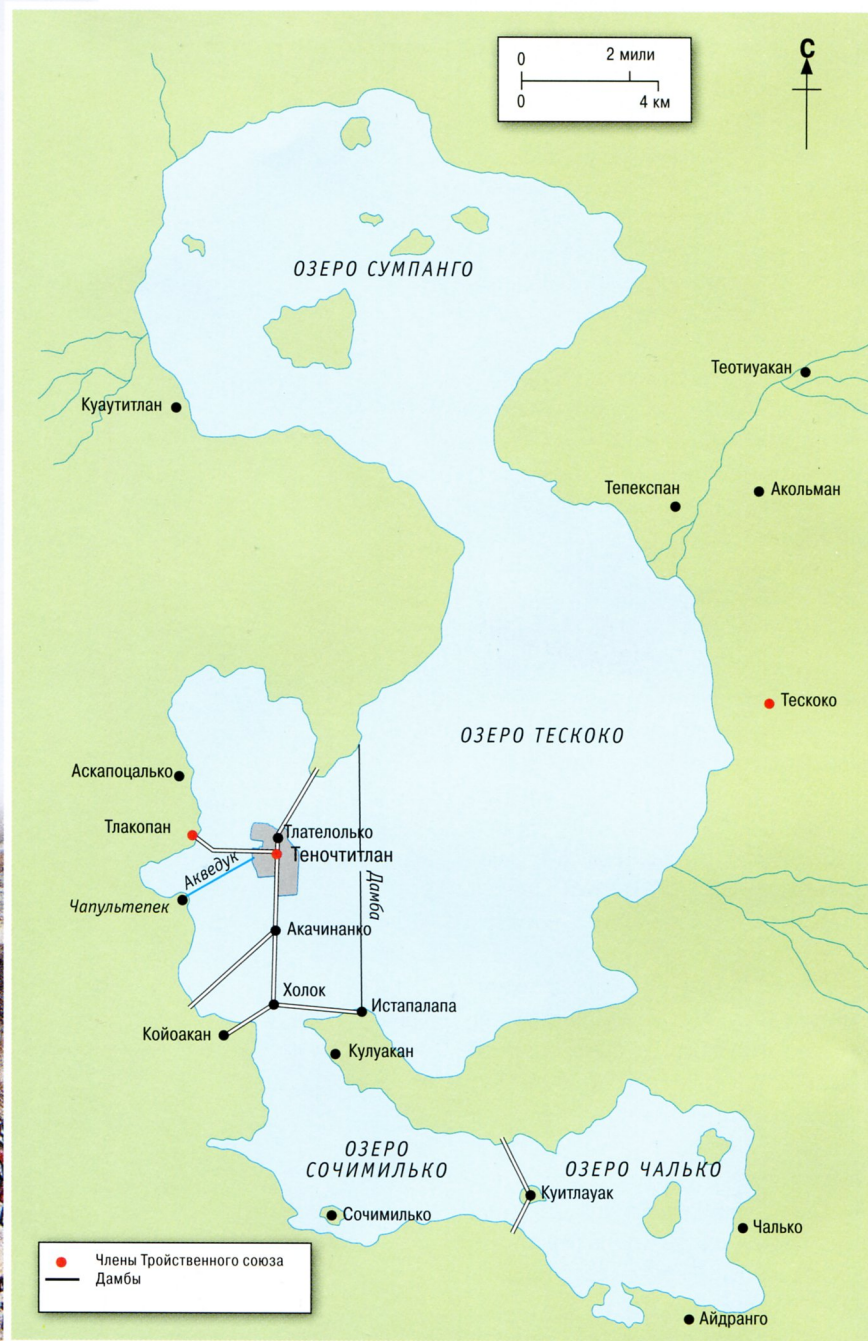 0 2 мили
0 4 км
С
ОЗЕРО СУМПАНГО
Теотиуакан
Куаутитлан
Тепекспан
Акольман
Тескоко
ОЗЕРО ТЕСКОКО
Аскапоцалько
Тлакопан
Тлателолько
Теночтитлан
Акведук
Дамба
Чапультепек
Акачинанко
Холок
Истапалапа
Койоакан
Кулуакан
ОЗЕРО
СОЧИМИЛЬКО
ОЗЕРО ЧАЛЬКО
Куитлауак
Сочимилько
Чалько
Члены Тройственного союза
Дамбы
Айдранго